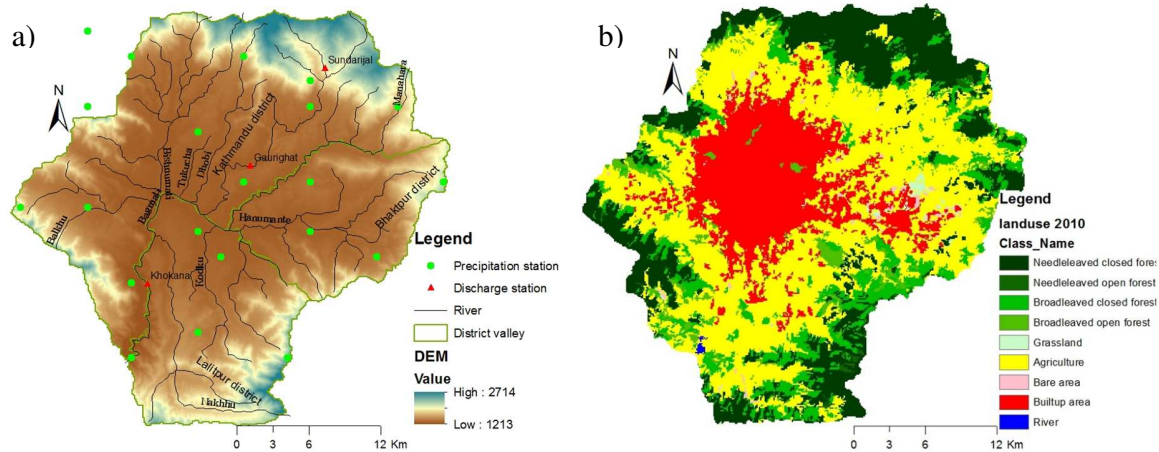 a)
N
Sundarijal
Manahara
Kathmandu district
Bishnumati
Tukucha
Dhobi
Gaurighat
Bagmati
Balkhu
Hanumante
Bhaktpur district
Khokana
Kodku
Lalitpur district
Nakhhu
Legend
Precipitation station
Discharge station
River
District valley
DEM
Value
High : 2714
Low : 1213
0 3 6 12 Km
b)
N
Legend
landuse 2010
Class_Name
Needleleaved closed fores
Needleleaved open forest
Broadleaved closed forest
Broadleaved open forest
Grassland
Agriculture
Bare area
Builtup area
River
0 3 6 12 Km